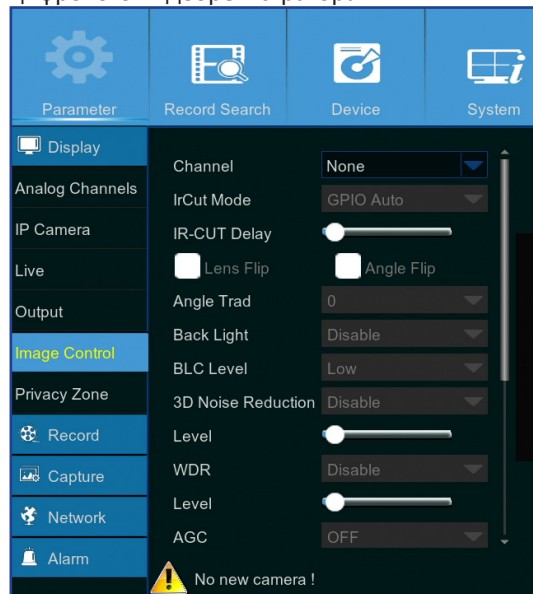 Parameter Record Search Device System
Display
Analog Channels
IP Camera
Live
Output
Image Control
Privacy Zone
Record
Capture
Network
Alarm
Channel None
IrCut Mode GPIO Auto
IR-CUT Delay
Lens Flip Angle Flip
Angle Trad 0
Back Light Disable
BLC Level Low
3D Noise Reduction Disable
Level
WDR Disable
Level
AGC OFF
No new camera !